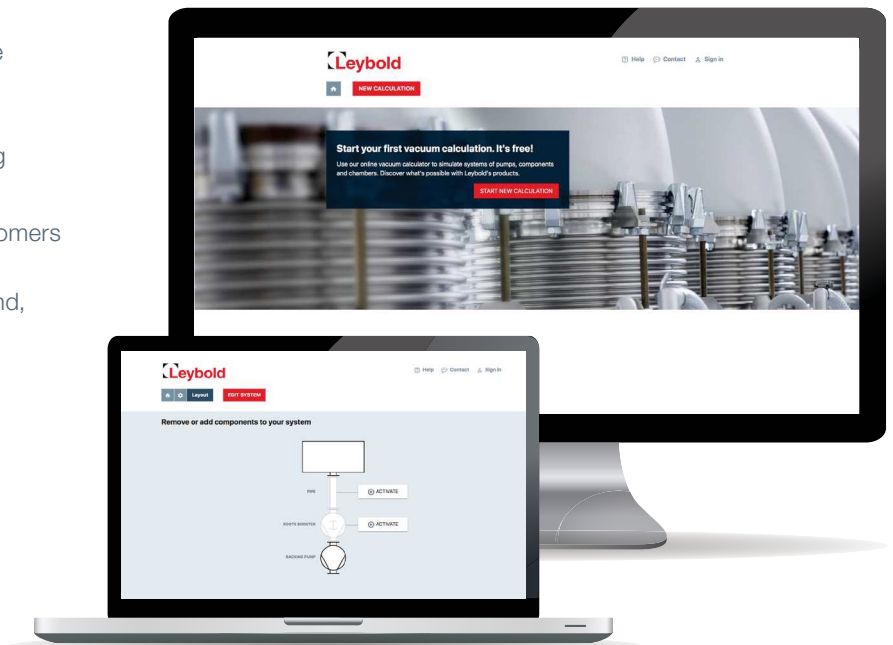 e
g
omers
nd,
Leybold
Help Contact Sign in
NEW CALCULATION
Start your first vacuum calculation. It's free!
Use our online vacuum calculator to simulate systems of pumps, components
and chambers. Discover what's possible with Leybold's products.
START NEW CALCULATION
Leybold
Help Contact Sign in
Layout EDIT SYSTEM
Remove or add components to your system
PIPE ACTIVATE
ROOTS BOOSTER ACTIVATE
BACKING PUMP